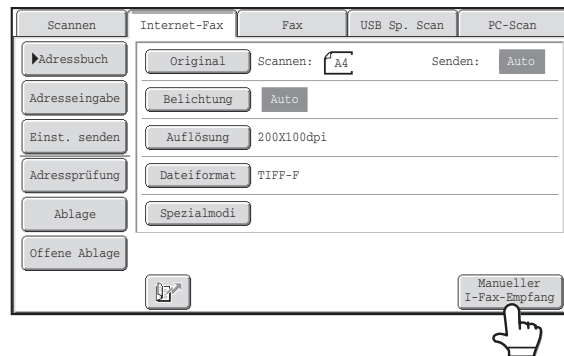 Scannen Internet-Fax Fax USB Sp. Scan PC-Scan
Adressbuch
Adresseingabe
Einst. senden
Adressprüfung
Ablage
Offene Ablage
Original Scannen: A4 Senden: Auto
Belichtung Auto
Auflösung 200X100dpi
Dateiformat TIFF-F
Spezialmodi
Manueller
I-Fax-Empfang